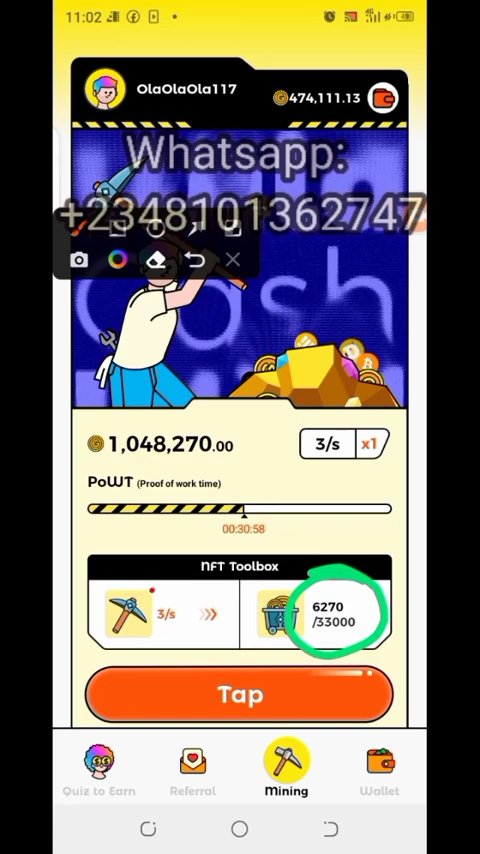 11:02
OlaOlaOla117
474,111.13
Whatsapp:
+2348101362747
Cash
1,048,270.00
3/s x1
PoWT (Proof of work time)
00:30:58
NFT Toolbox
3/s
6270
/33000
Tap
Quiz to Earn Referral Mining Wallet